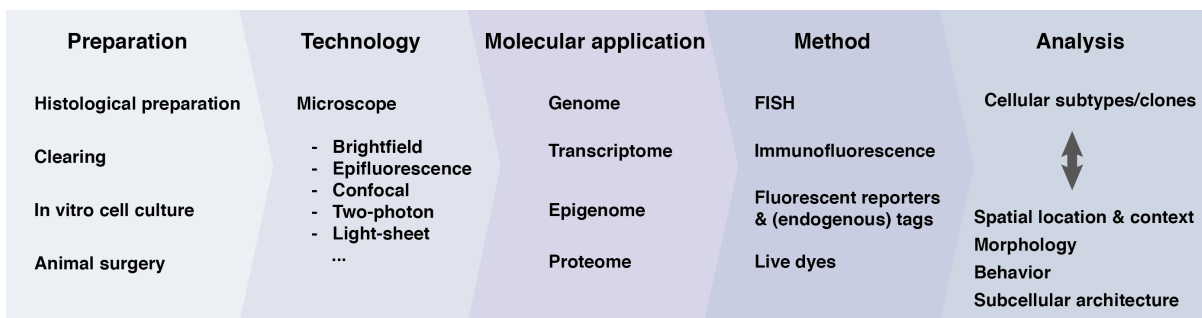 Preparation
Histological preparation
Clearing
In vitro cell culture
Animal surgery
Technology
Microscope
- Brightfield
- Epifluorescence
- Confocal
- Two-photon
- Light-sheet
...
Molecular application
Genome
Transcriptome
Epigenome
Proteome
Method
FISH
Immunofluorescence
Fluorescent reporters
& (endogenous) tags
Live dyes
Analysis
Cellular subtypes/clones
Spatial location & context
Morphology
Behavior
Subcellular architecture